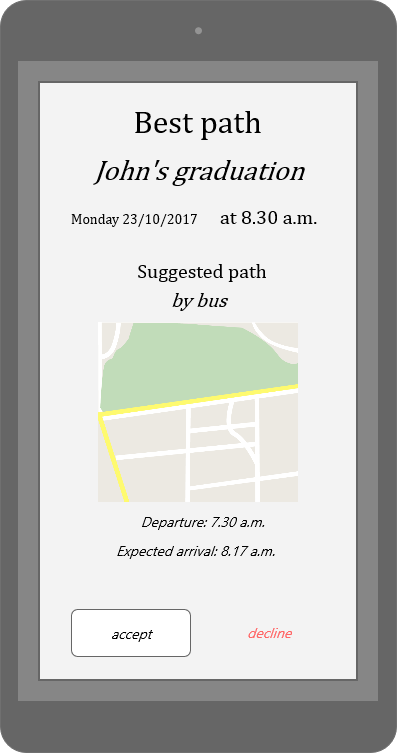 Best path
John's graduation
Monday 23/10/2017 at 8.30 a.m.
Suggested path
by bus
Departure: 7.30 a.m.
Expected arrival: 8.17 a.m.
accept decline